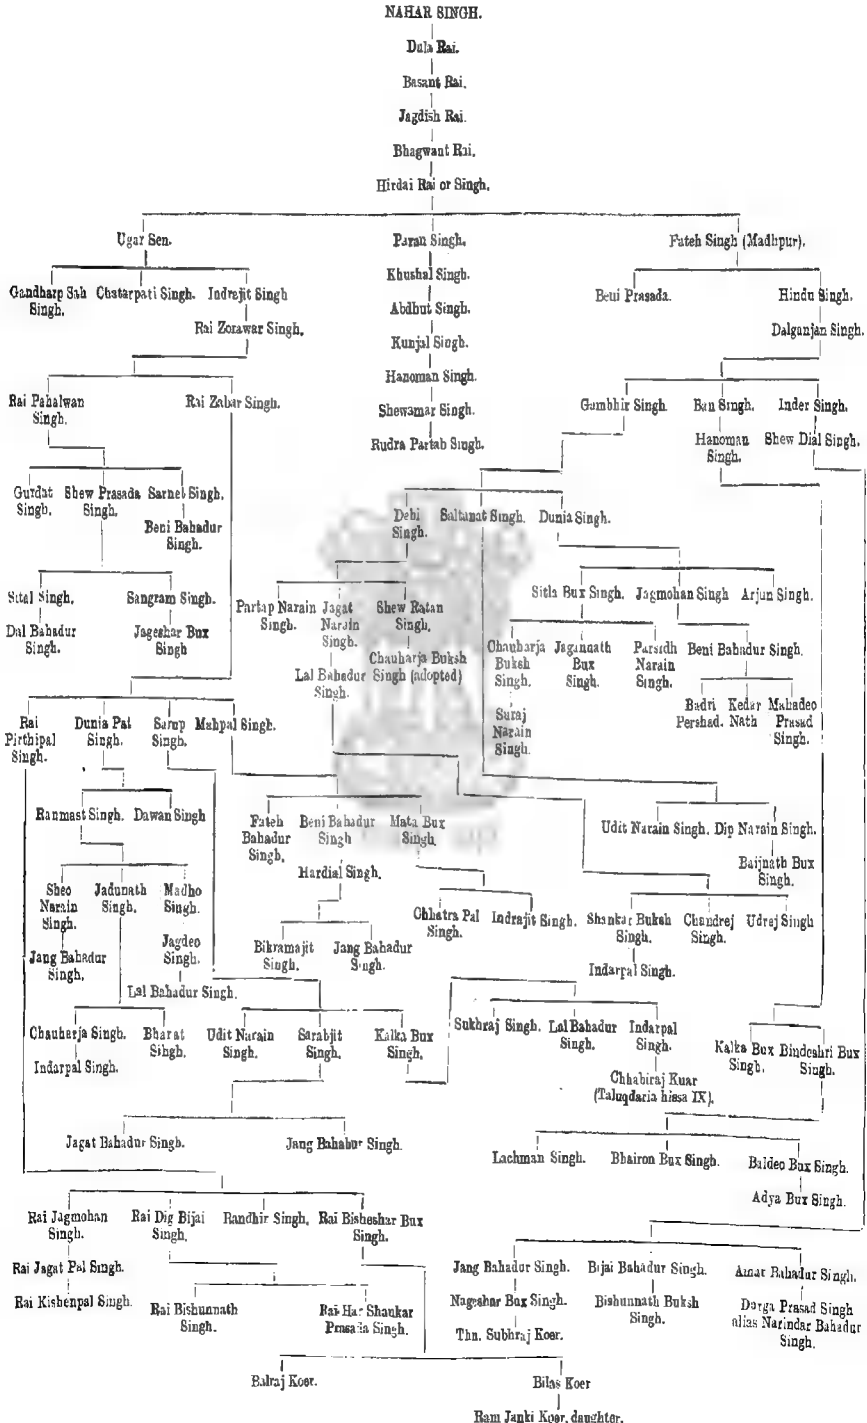 NAHAR SINGH.
Dula Rai.
Basant Rai.
Jagdish Rai.
Bhagwant Rai.
Hirdai Rai or Singh.
Ugar Sen. Paran Singh. Fateh Singh (Madhpur).
Gandharp Sah Singh. Chatarpati Singh. Indrajit Singh
Khushal Singh.
Beni Prasada. Hindu Singh.
Rai Zorawar Singh.
Abdhut Singh.
Dalganjan Singh.
Kunjal Singh.
Hanoman Singh.
Rai Pahalwan Singh. Rai Zabar Singh.
Shewamar Singh.
Gambhir Singh. Ban Singh. Inder Singh.
Rudra Partab Singh.
Hanoman Singh. Shew Dial Singh.
Gurdat Singh. Shew Prasada Singh. Sarnet Singh.
Beni Bahadur Singh.
Debi Singh. Saltanat Singh. Dunia Singh.
Sital Singh. Sangram Singh.
Dal Bahadur Singh. Jageshar Bux Singh
Partap Narain Singh. Jagat Narain Singh. Shew Ratan Singh.
Lal Bahadur Singh. Chauharja Buksh Singh (adopted)
Sitla Bux Singh. Jagmohan Singh Arjun Singh.
Chauharja Buksh Singh. Jagannath Bux Singh. Parsidh Narain Singh. Beni Bahadur Singh.
Suraj Narain Singh.
Badri Pershad. Kedar Nath Mahadeo Prasad Singh.
Rai Pirthipal Singh. Dunia Pal Singh. Sarup Singh. Mahpal Singh.
Ranmast Singh. Dawan Singh
Fateh Bahadur Singh. Beni Bahadur Singh Mata Bux Singh.
Udit Narain Singh. Dip Narain Singh.
Baijnath Bux Singh.
Hardial Singh.
Sheo Narain Singh. Jadunath Singh. Madho Singh.
Jang Bahadur Singh. Jagdeo Singh.
Lal Bahadur Singh.
Bikramajit Singh. Jang Bahadur Singh.
Chhatra Pal Singh. Indrajit Singh.
Shankar Buksh Singh. Chandrej Singh. Udrej Singh
Indarpal Singh.
Chauherja Singh. Bharat Singh. Udit Narain Singh. Sarabjit Singh. Kalka Bux Singh.
Indarpal Singh.
Sukhraj Singh. Lal Bahadur Singh. Indarpal Singh.
Chhabiraj Kuar
(Taluqdaria hissa IX).
Kalka Bux Singh. Bindeshri Bux Singh.
Jagat Bahadur Singh. Jang Bahabur Singh.
Lachman Singh. Bhairon Bux Singh. Baldeo Bux Singh.
Adya Bux Singh.
Rai Jagmohan Singh. Rai Dig Bijai Singh. Randhir Singh. Rai Bisheshar Bux Singh.
Rai Jagat Pal Singh.
Rai Kishenpal Singh.
Rai Bishunnath Singh. Rai Har Shankar Prasada Singh.
Jang Bahadur Singh. Bijai Bahadur Singh. Amar Bahadur Singh.
Nageshar Bux Singh. Bishunnath Buksh Singh. Durga Prasad Singh
alias Narindar Bahadur Singh.
Thn. Subhraj Koer.
Balraj Koer. Bilas Koer
Ram Janki Koer, daughter.